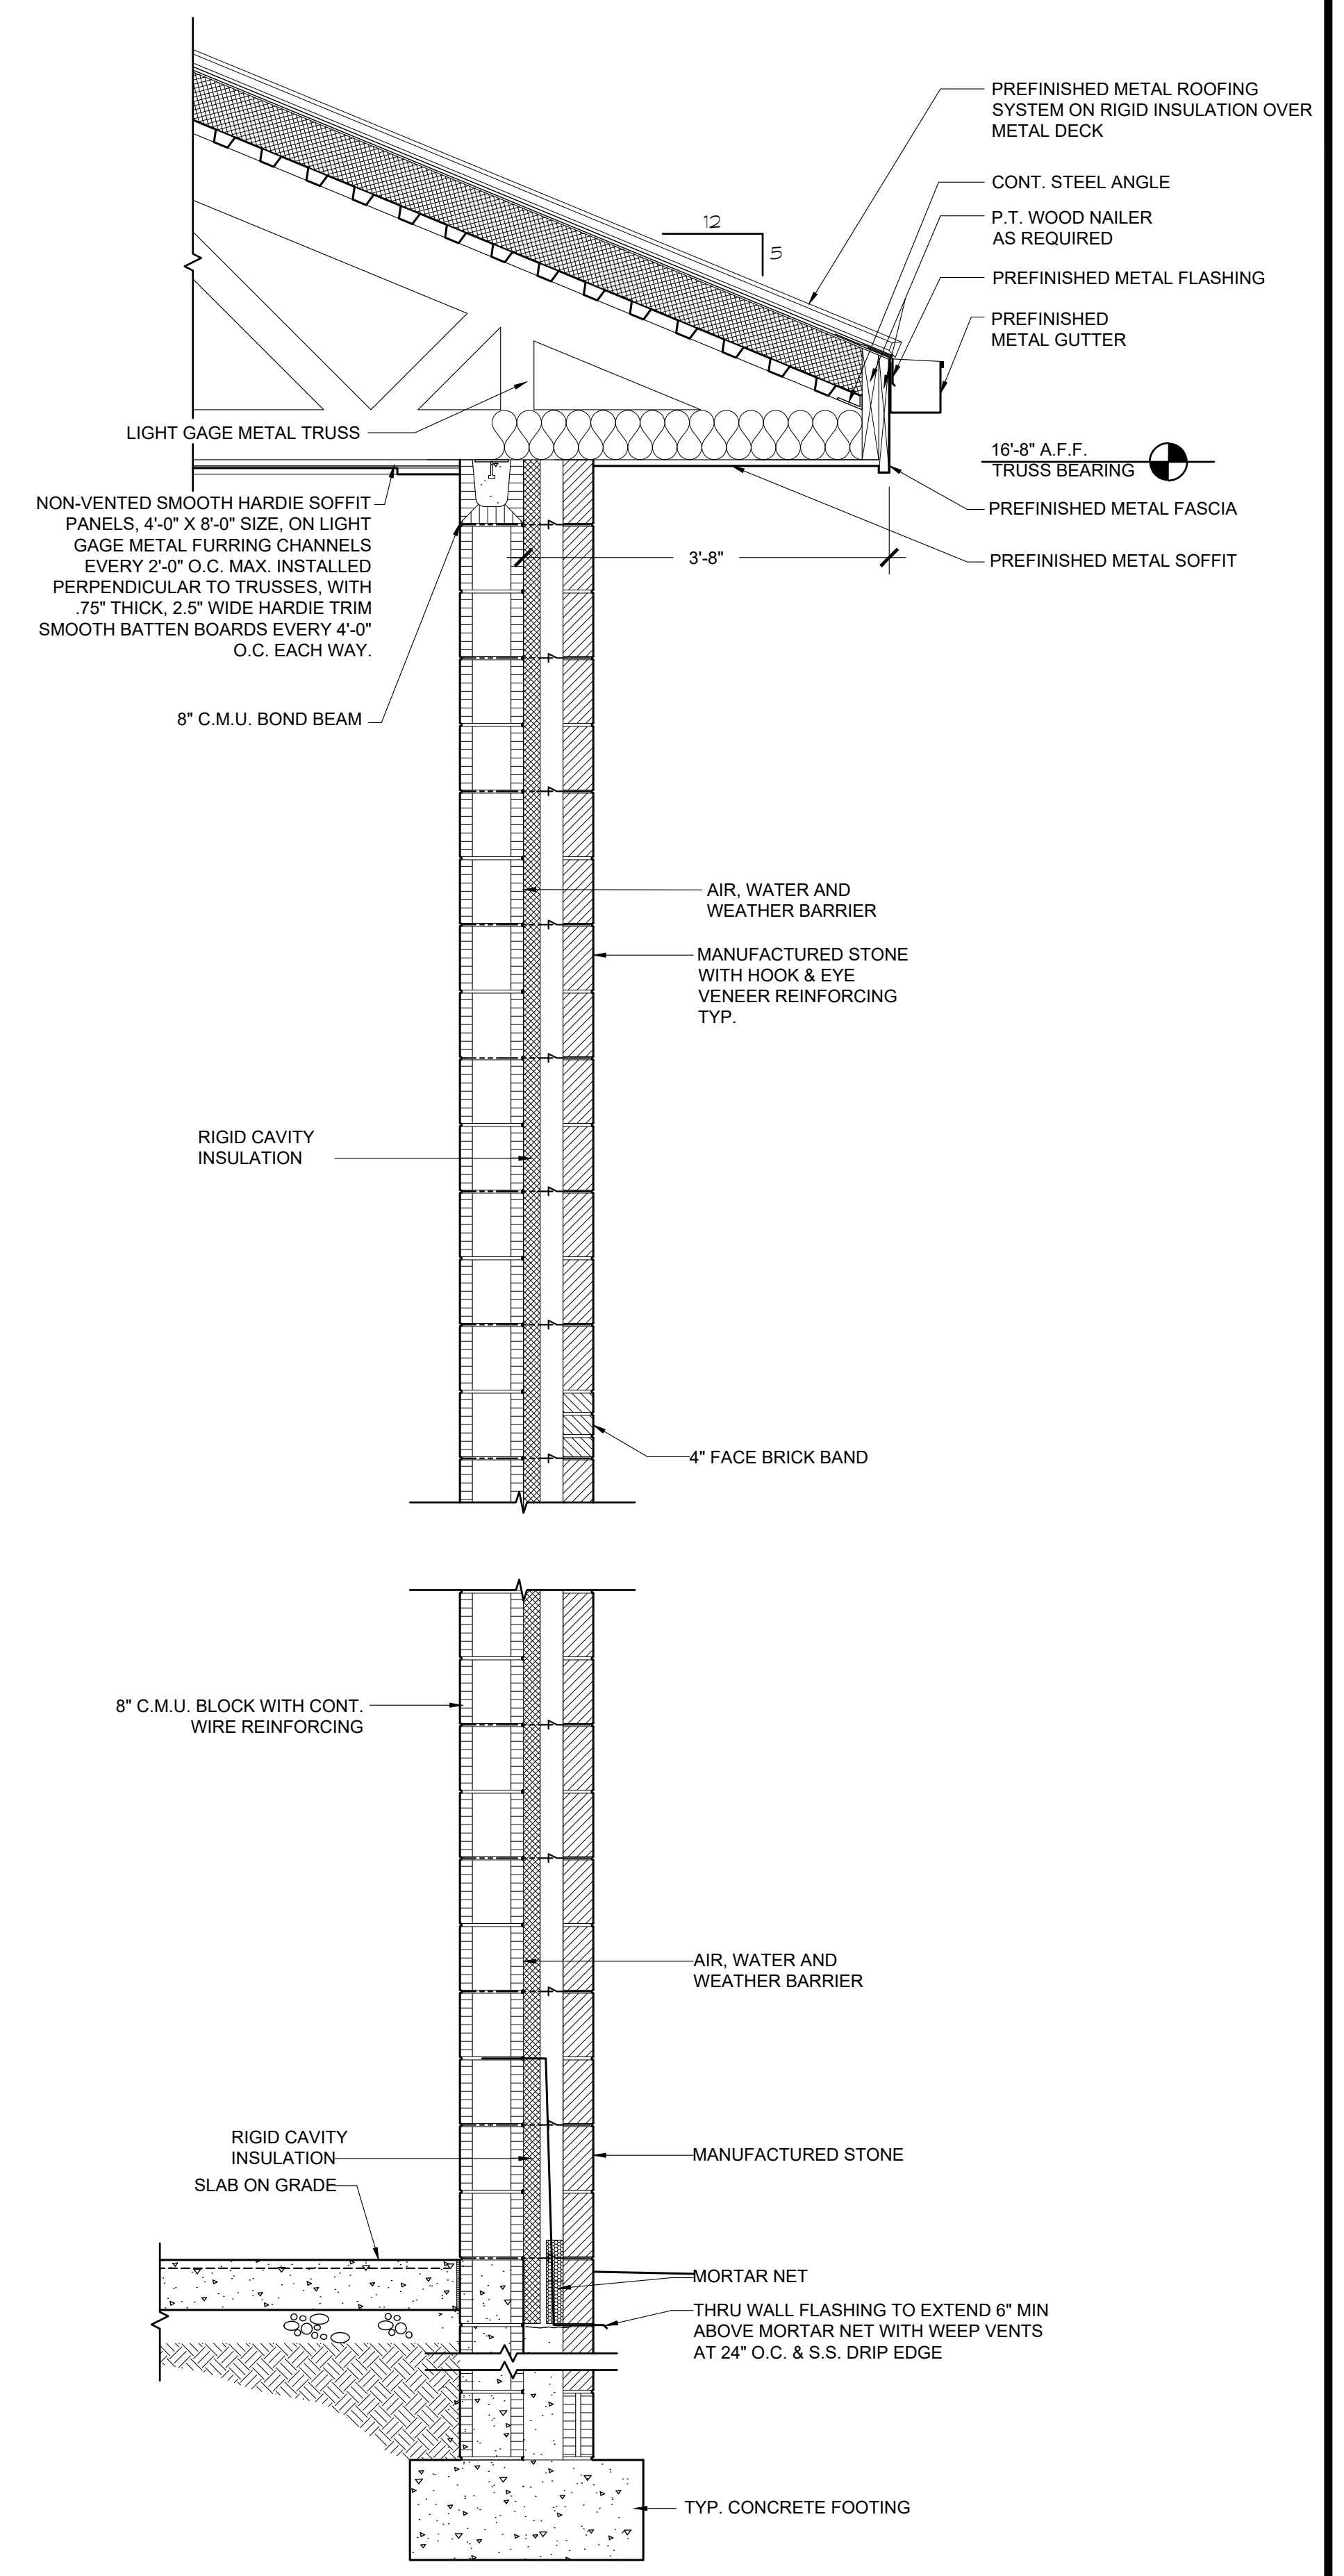 PREFINISHED METAL ROOFING
SYSTEM ON RIGID INSULATION OVER
METAL DECK
CONT. STEEL ANGLE
P.T. WOOD NAILER
AS REQUIRED
12
5
PREFINISHED METAL FLASHING
PREFINISHED
METAL GUTTER
LIGHT GAGE METAL TRUSS
16'-8" A.F.F.
TRUSS BEARING
NON-VENTED SMOOTH HARDIE SOFFIT
PANELS, 4'-0" X 8'-0" SIZE, ON LIGHT
GAGE METAL FURRING CHANNELS
EVERY 2'-0" O.C. MAX. INSTALLED
PERPENDICULAR TO TRUSSES, WITH
.75" THICK, 2.5" WIDE HARDIE TRIM
SMOOTH BATTEN BOARDS EVERY 4'-0"
O.C. EACH WAY.
PREFINISHED METAL FASCIA
3'-8"
PREFINISHED METAL SOFFIT
8" C.M.U. BOND BEAM
AIR, WATER AND
WEATHER BARRIER
MANUFACTURED STONE
WITH HOOK & EYE
VENEER REINFORCING
TYP.
RIGID CAVITY
INSULATION
4" FACE BRICK BAND
8" C.M.U. BLOCK WITH CONT.
WIRE REINFORCING
AIR, WATER AND
WEATHER BARRIER
RIGID CAVITY
INSULATION
MANUFACTURED STONE
SLAB ON GRADE
MORTAR NET
THRU WALL FLASHING TO EXTEND 6" MIN
ABOVE MORTAR NET WITH WEEP VENTS
AT 24" O.C. & S.S. DRIP EDGE
TYP. CONCRETE FOOTING